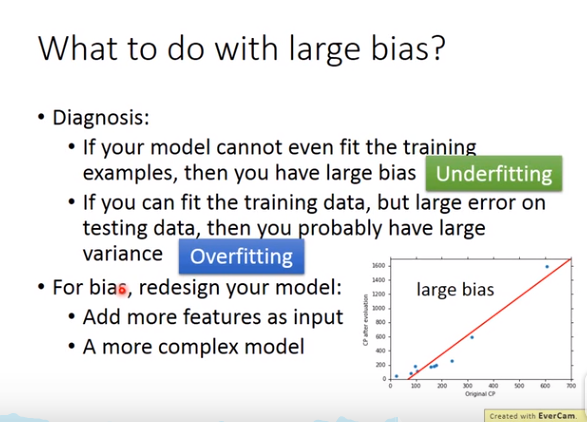 What to do with large bias?
• Diagnosis:
• If your model cannot even fit the training
examples, then you have large bias
Underfitting
• If you can fit the training data, but large error on
testing data, then you probably have large
variance
Overfitting
• For bias, redesign your model:
• Add more features as input
• A more complex model
large bias
CP after evaluation
1600
1400
1200
1000
800
600
400
200
0
0 100 200 300 400 500 600 700
Original CP
Created with EverCam.